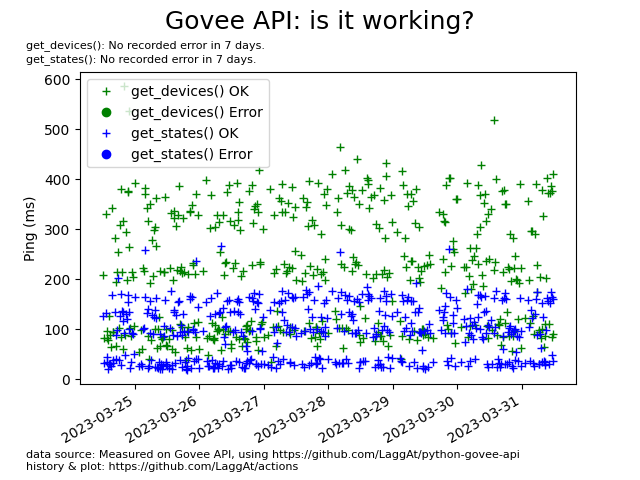 Govee API: is it working?
get_devices(): No recorded error in 7 days.
get_states(): No recorded error in 7 days.
get_devices() OK
get_devices() Error
get_states() OK
get_states() Error
Ping (ms)
600
500
400
300
200
100
0
2023-03-25
2023-03-26
2023-03-27
2023-03-28
2023-03-29
2023-03-30
2023-03-31
data source: Measured on Govee API, using https://github.com/LaggAt/python-govee-api
history & plot: https://github.com/LaggAt/actions